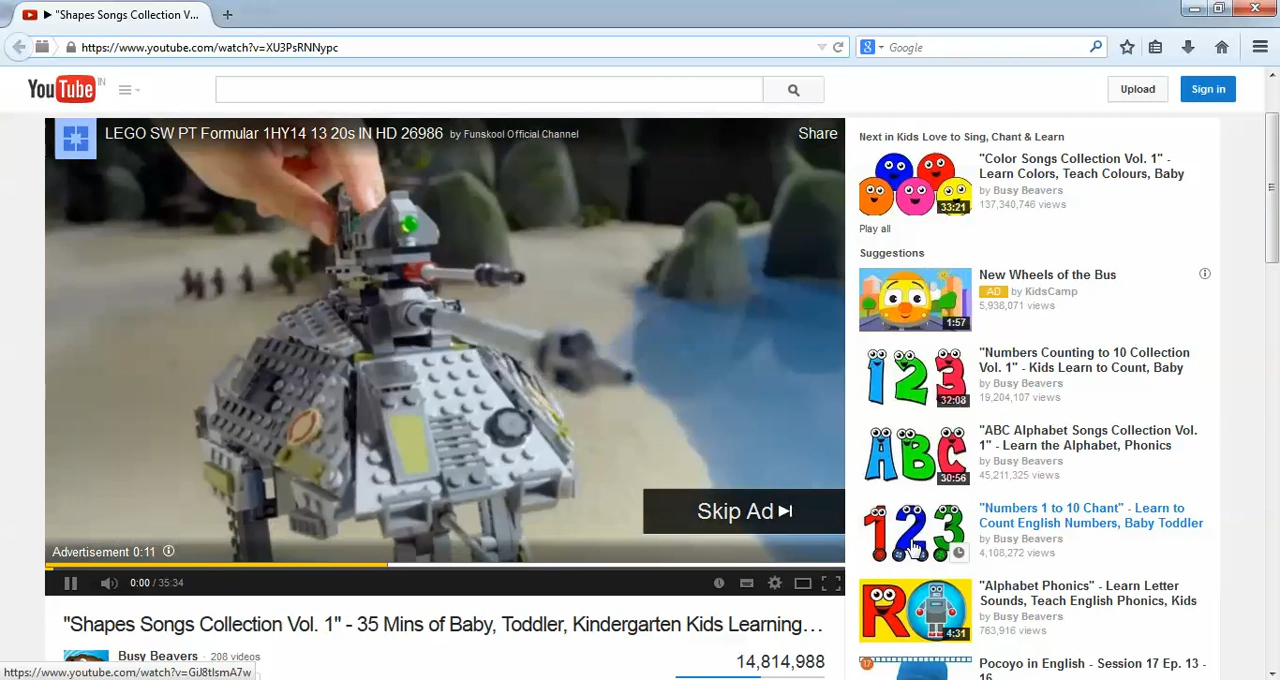 ▶ "Shapes Songs Collection V...
https://www.youtube.com/watch?v=XU3PsRNNypc
Google
YouTube IN
Upload
Sign in
LEGO SW PT Formular 1HY14 13 20s IN HD 26986 by Funskool Official Channel
Share
Skip Ad
Advertisement 0:11
0:00 / 35:34
"Shapes Songs Collection Vol. 1" - 35 Mins of Baby, Toddler, Kindergarten Kids Learning...
Busy Beavers · 208 videos
14,814,988
Next in Kids Love to Sing, Chant & Learn
"Color Songs Collection Vol. 1" -
Learn Colors, Teach Colours, Baby
by Busy Beavers
137,340,746 views
33:21
Play all
Suggestions
New Wheels of the Bus
AD by KidsCamp
5,938,071 views
1:57
"Numbers Counting to 10 Collection
Vol. 1" - Kids Learn to Count, Baby
by Busy Beavers
19,204,107 views
123
32:08
"ABC Alphabet Songs Collection Vol.
1" - Learn the Alphabet, Phonics
by Busy Beavers
45,211,325 views
ABC
30:56
"Numbers 1 to 10 Chant" - Learn to
Count English Numbers, Baby Toddler
by Busy Beavers
4,108,272 views
123
"Alphabet Phonics" - Learn Letter
Sounds, Teach English Phonics, Kids
by Busy Beavers
763,916 views
R
4:31
Pocoyo in English - Session 17 Ep. 13 -
16
17
https://www.youtube.com/watch?v=GiJ8tlsmA7w